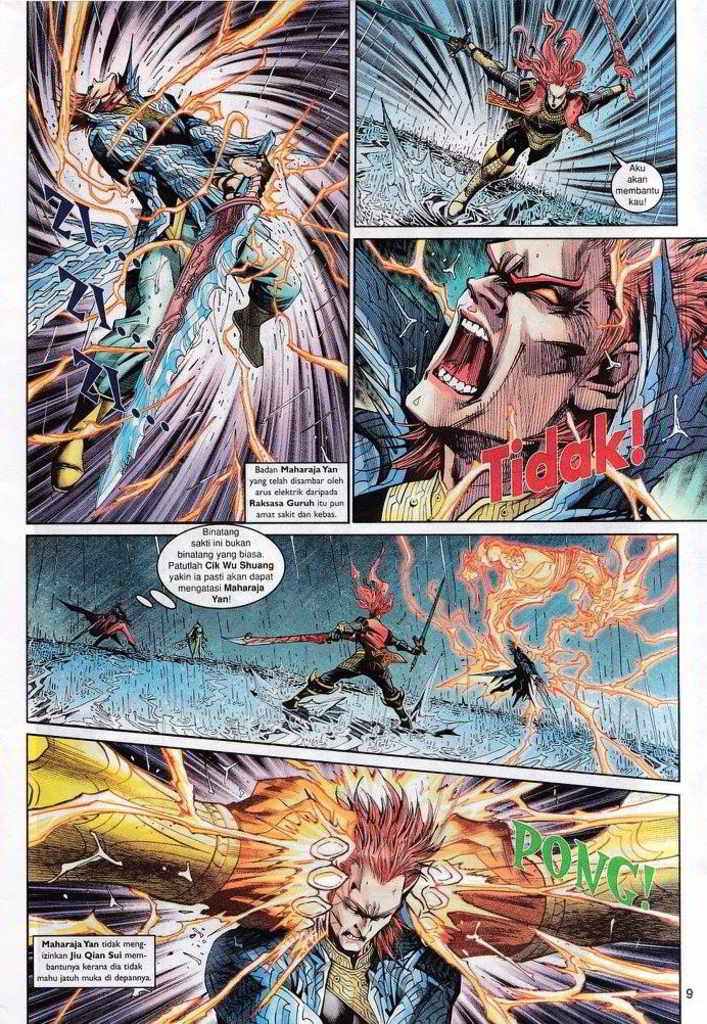 ZI...
ZI...
ZI...
Badan Maharaja Yan
yang telah disambar oleh
arus elektrik daripada
Raksasa Guruh itu pun
amat sakit dan kebas.
Aku
akan
membantu
kau!
Tidak!
Binatang
sakti ini bukan
binatang yang biasa.
Patutlah Cik Wu Shuang
yakin ia pasti akan dapat
mengatasi Maharaja
Yan!
PONG!
Maharaja Yan tidak meng-
izinkan Jiu Qian Sui mem-
bantunya kerana dia tidak
mahu jatuh muka di depannya.
9